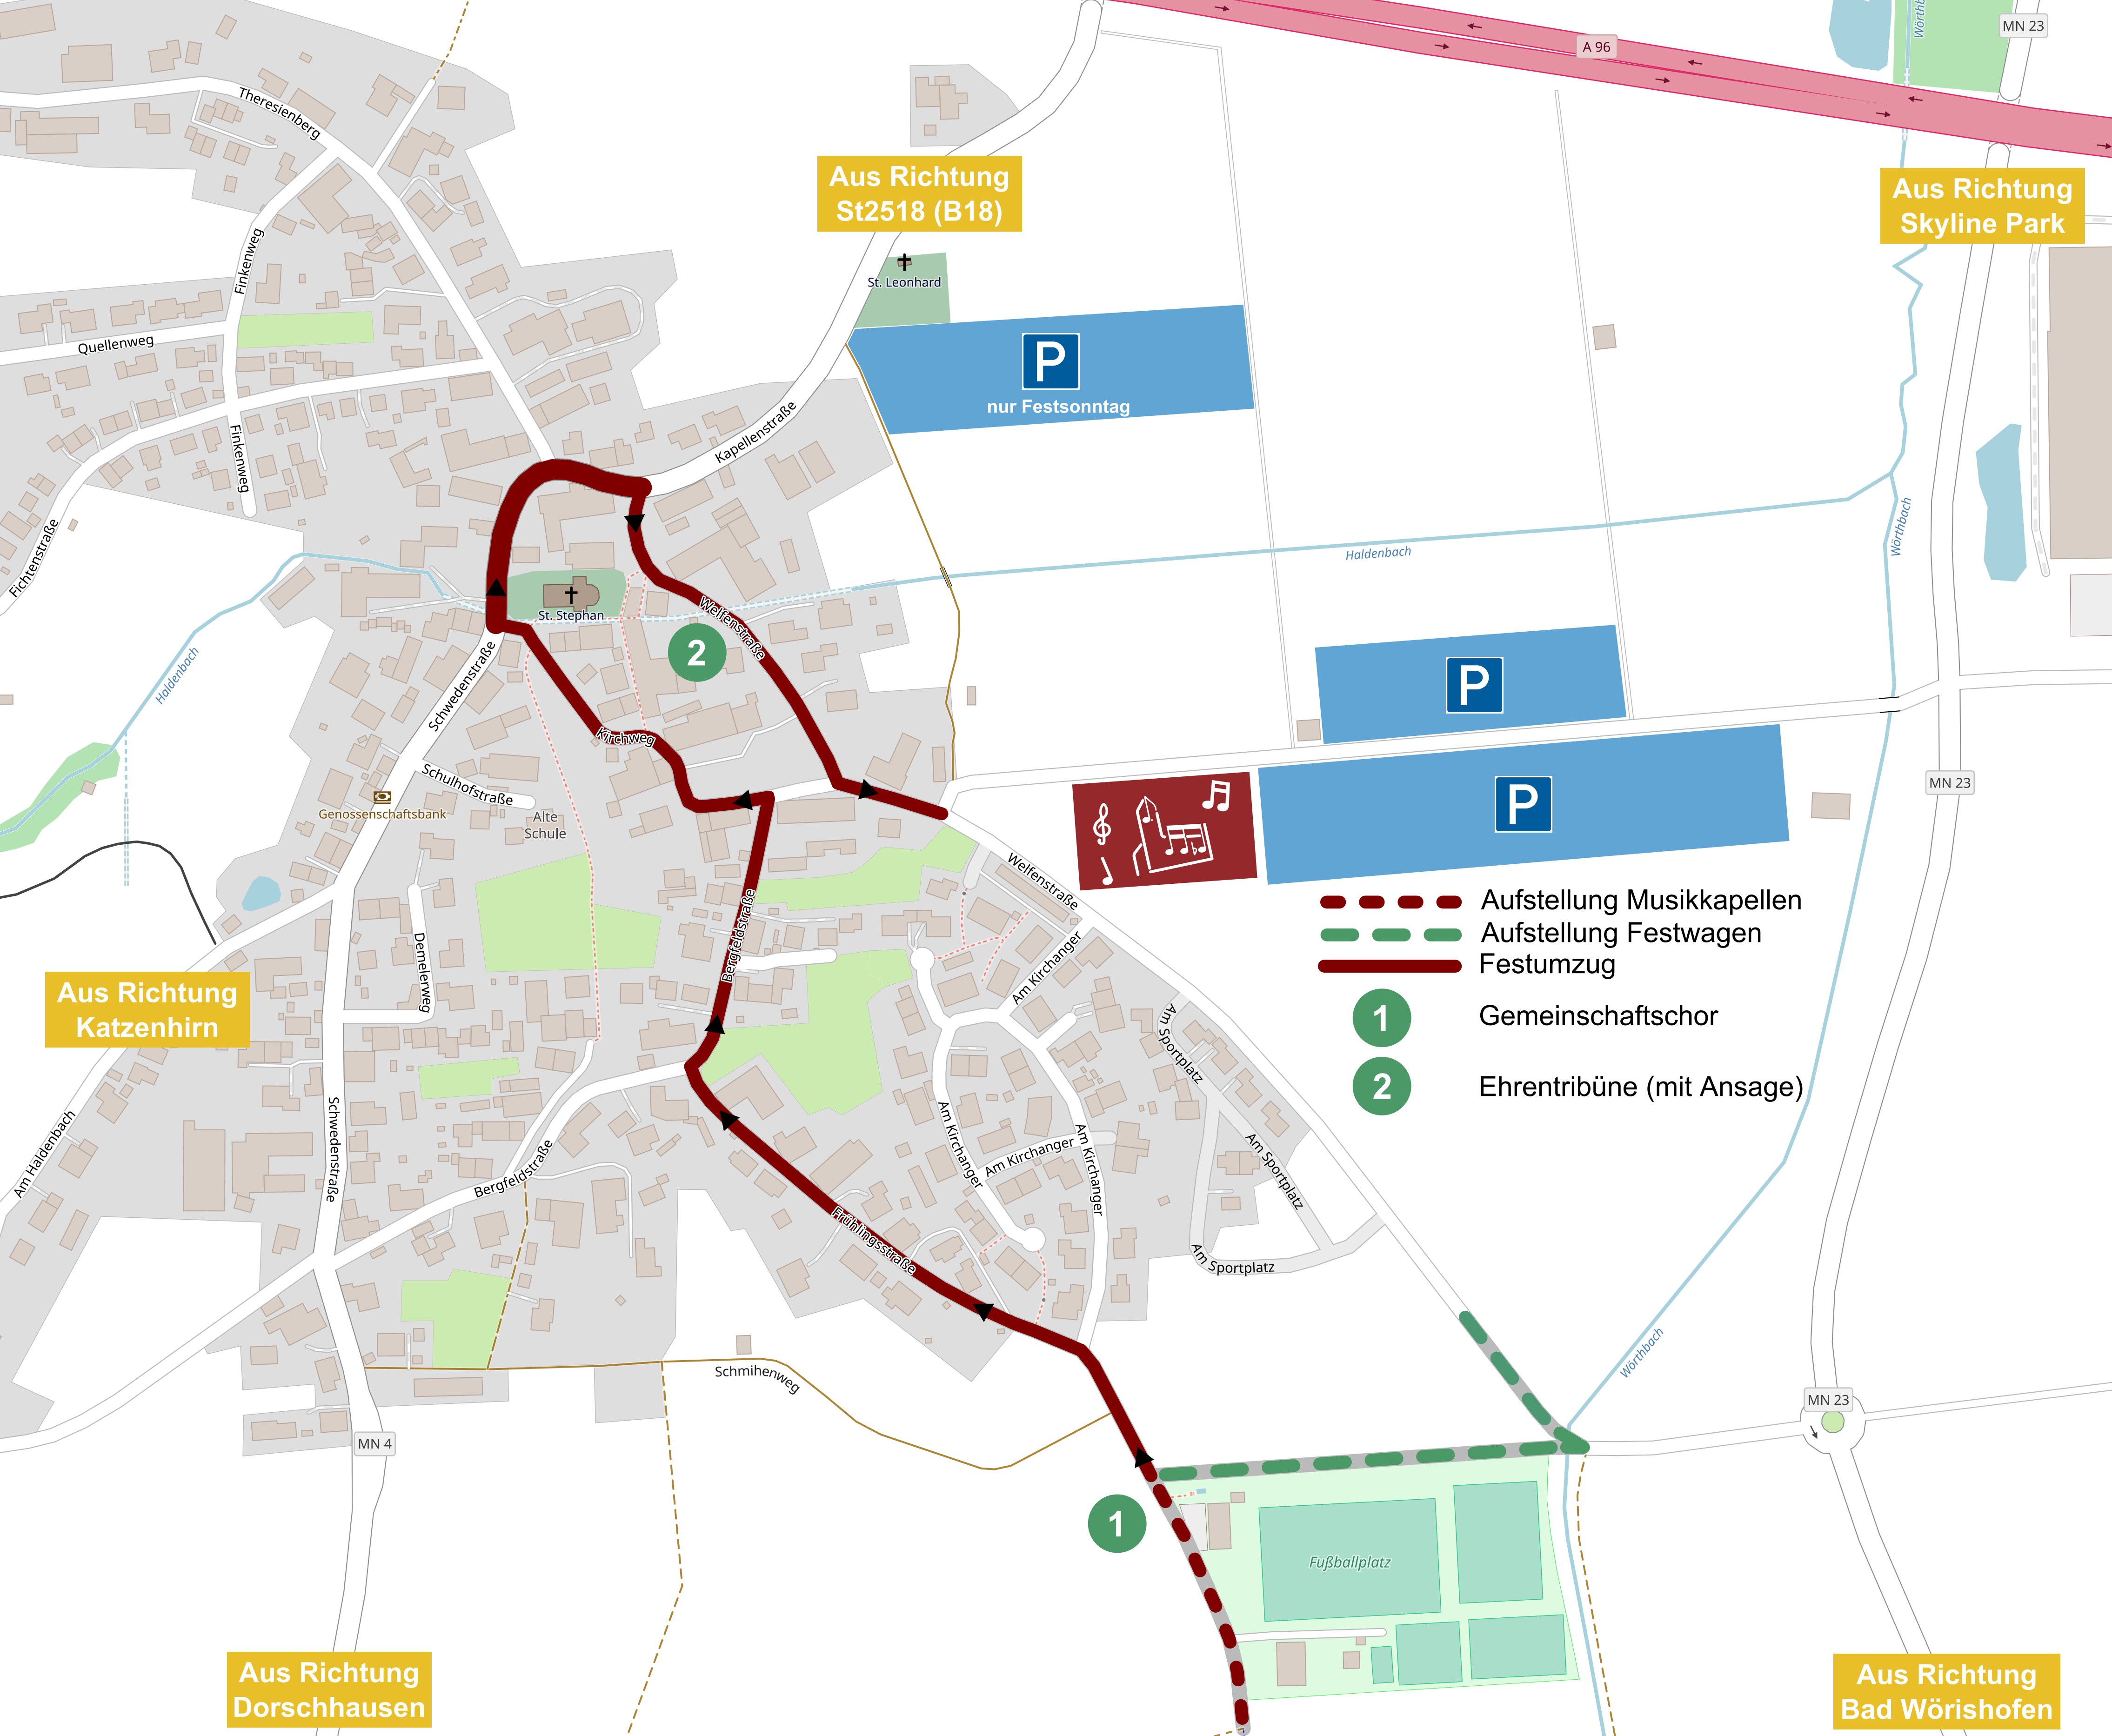 A 96
MN 23
Wörthb
Theresienberg
Aus Richtung
St2518 (B18)
Aus Richtung
Skyline Park
Finkenweg
St. Leonhard
Quellenweg
P
nur Festsonntag
Kapellenstraße
Finkenweg
Fichtenstraße
Wörthbach
Haldenbach
St. Stephan
Welfenstraße
2
Haldenbach
Schwedenstraße
P
Kirchweg
Schulhofstraße
MN 23
P
Genossenschaftsbank
Alte
Schule
Welfenstraße
Aufstellung Musikkapellen
Aufstellung Festwagen
Festumzug
1
Gemeinschaftschor
2
Ehrentribüne (mit Ansage)
Bergfeldstraße
Demelerweg
Am Kirchanger
Aus Richtung
Katzenhirn
Am Sportplatz
Am Haldenbach
Schwedenstraße
Bergfeldstraße
Am Kirchanger
Am Kirchanger
Am Kirchanger
Am Sportplatz
Frühlingsstraße
Am Sportplatz
Wörthbach
Schmihenweg
MN 23
MN 4
1
Fußballplatz
Aus Richtung
Dorschhausen
Aus Richtung
Bad Wörishofen